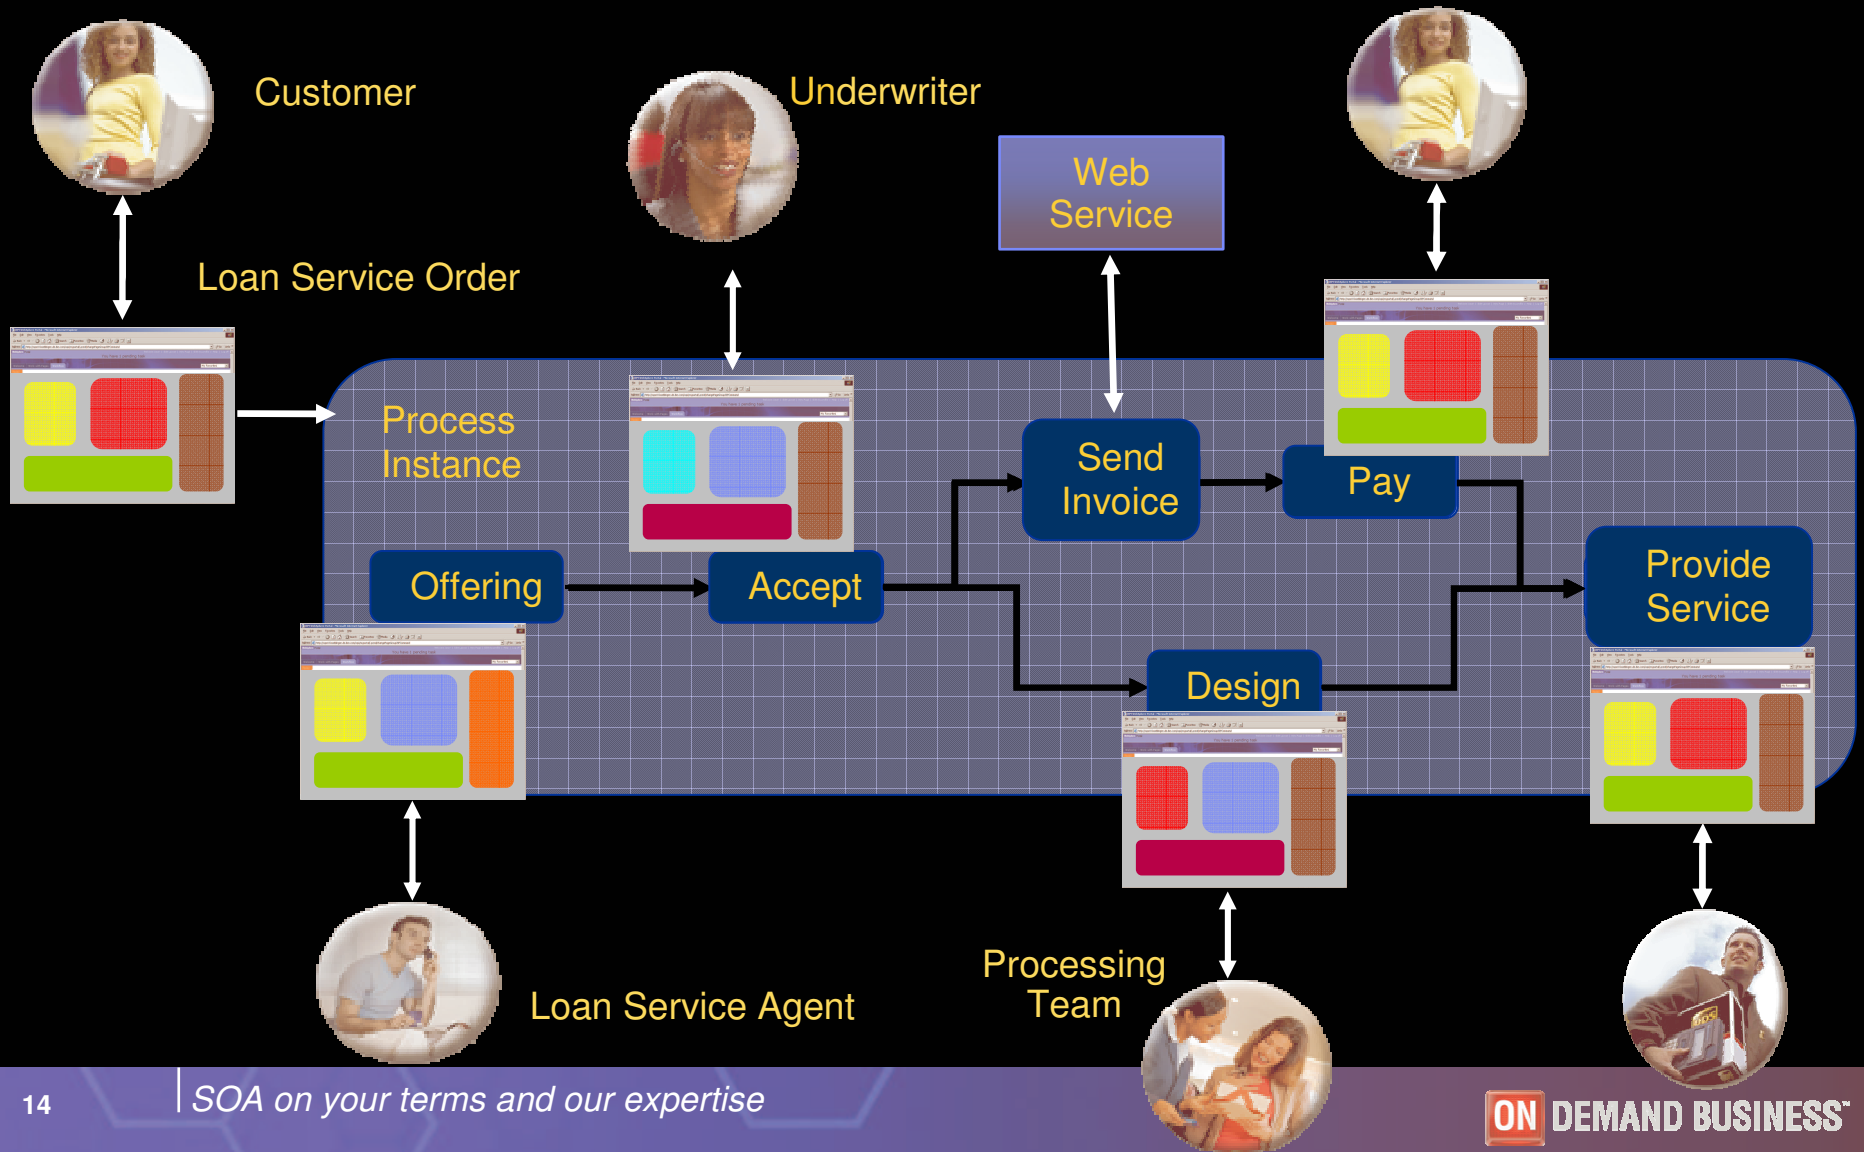 Customer
Underwriter
Web
Service
Loan Service Order
Process
Instance
Send
Invoice
Pay
Offering
Accept
Provide
Service
Design
Processing
Team
Loan Service Agent
14
SOA on your terms and our expertise
ON DEMAND BUSINESS™